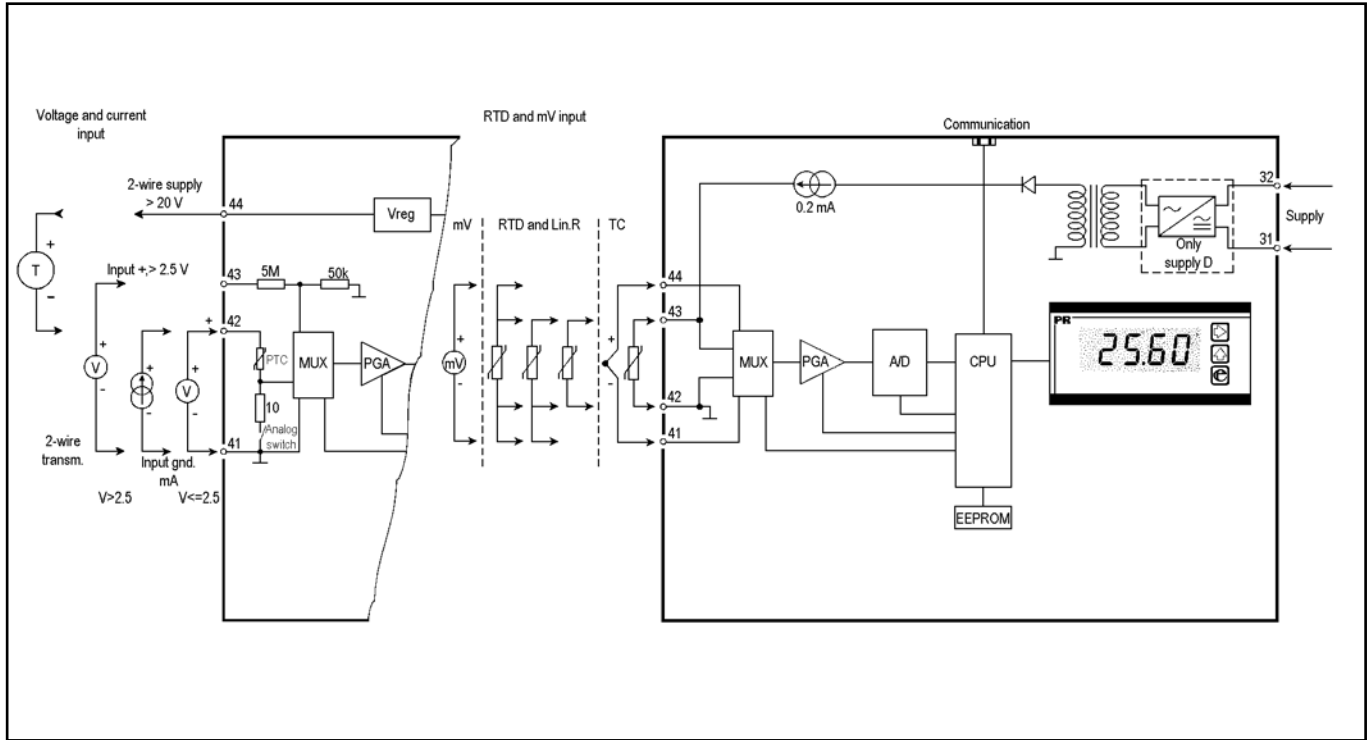 Voltage and current
input
RTD and mV input
Communication
2-wire supply
> 20 V
44
Vreg
mV
RTD and Lin.R
TC
0.2 mA
32
Supply
31
Only
supply D
T
+
-
Input +,> 2.5 V
43
5M
50k
42
+
PTC
MUX
PGA
10
Analog
switch
41
+
V
-
+
-
V
-
2-wire
transm.
Input gnd.
mA
V>2.5
V<=2.5
+
mV
-
+
-
44
43
42
41
MUX
PGA
A/D
CPU
EEPROM
PR
25.60
e